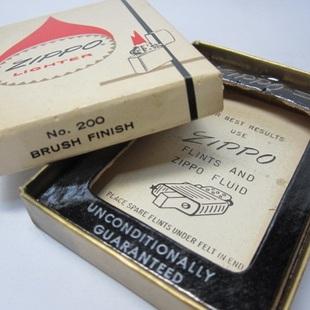 ZIPPO
LIGHTER
No. 200
BRUSH FINISH
ZIPPO
FOR BEST RESULTS
USE
ZIPPO
FLINTS AND
ZIPPO FLUID
PLACE SPARE FLINTS UNDER FELT IN END
UNCONDITIONALLY
GUARANTEED